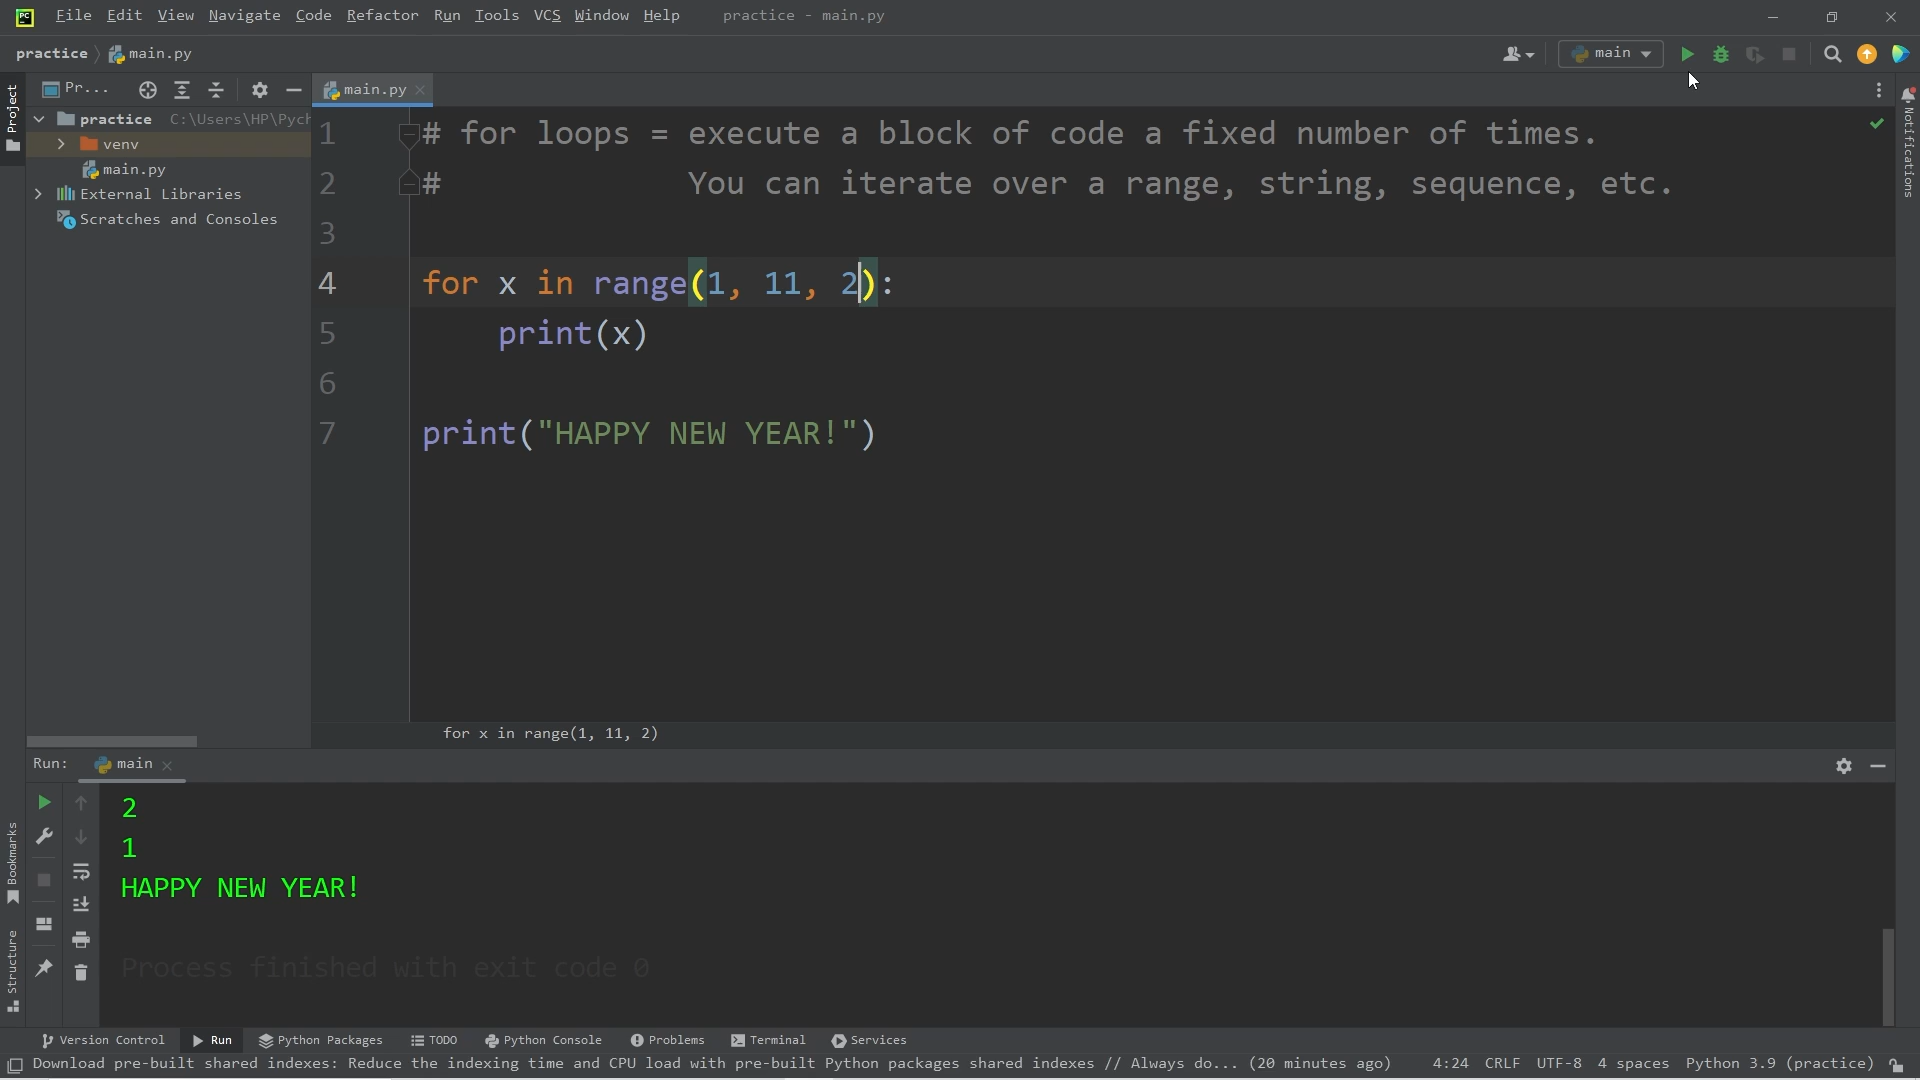 PC File Edit View Navigate Code Refactor Run Tools VCS Window Help practice - main.py
practice main.py main
Pr... main.py
practice C:\Users\HP\Pych
venv
main.py
External Libraries
Scratches and Consoles
Project
Bookmarks
Structure
Notifications
1 # for loops = execute a block of code a fixed number of times.
2 # You can iterate over a range, string, sequence, etc.
3
4 for x in range(1, 11, 2):
5 print(x)
6
7 print("HAPPY NEW YEAR!")
for x in range(1, 11, 2)
Run: main
2
1
HAPPY NEW YEAR!
Process finished with exit code 0
Version Control Run Python Packages TODO Python Console Problems Terminal Services
Download pre-built shared indexes: Reduce the indexing time and CPU load with pre-built Python packages shared indexes // Always do... (20 minutes ago) 4:24 CRLF UTF-8 4 spaces Python 3.9 (practice)